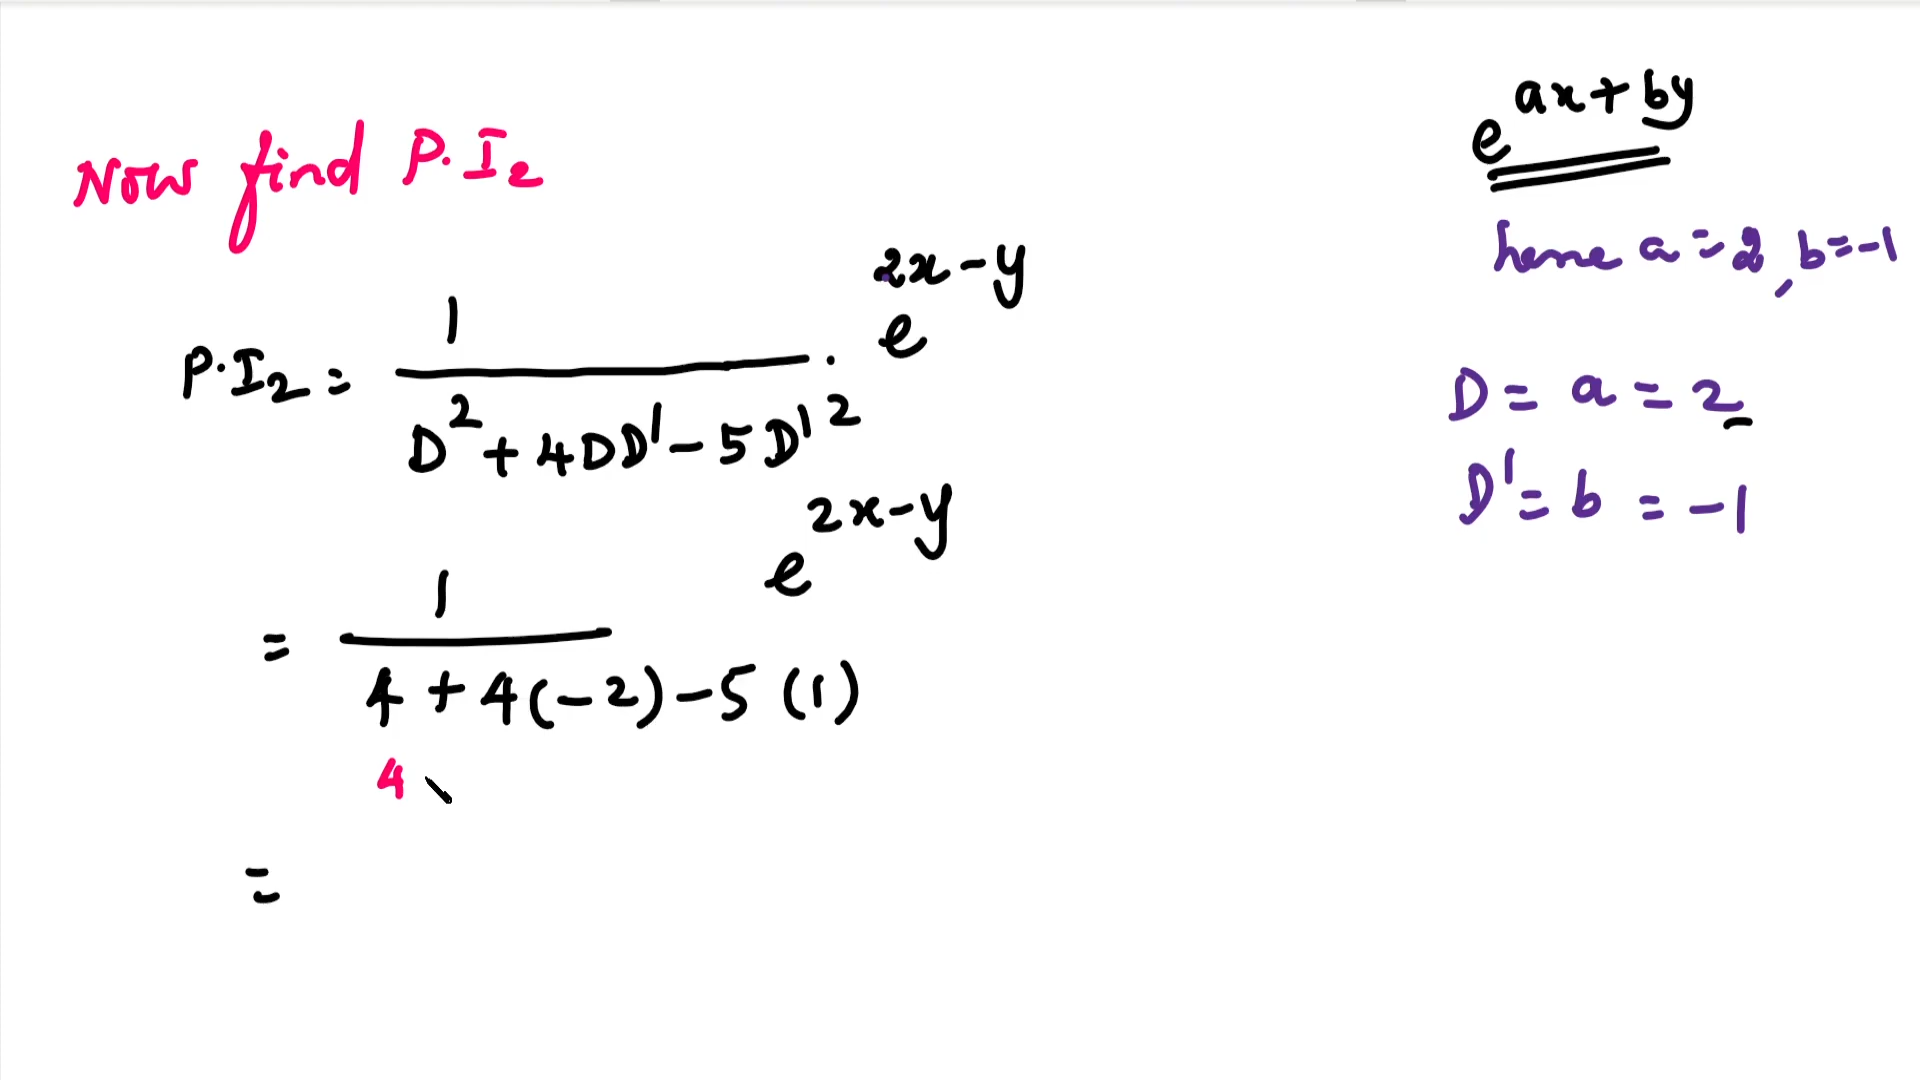 Now find P.I₂
e^{ax+by}
here a=2, b=-1
P.I₂ = 1/(D² + 4DD' - 5D'²) · e^{2x-y}
D = a = 2
D' = b = -1
= 1/(4 + 4(-2) - 5(1)) e^{2x-y}
4
=